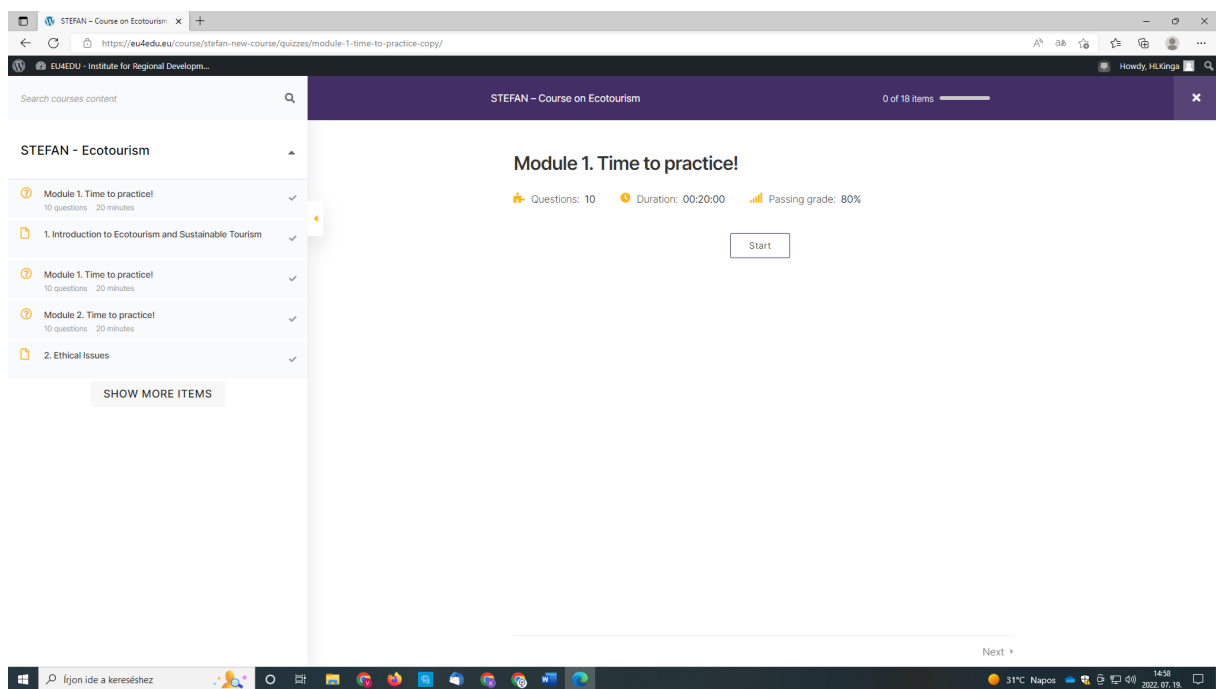 STEFAN – Course on Ecotourism
https://eu4edu.eu/course/stefan-new-course/quizzes/module-1-time-to-practice-copy/
EU4EDU - Institute for Regional Developm...
Howdy, HLKinga
Search courses content
STEFAN – Course on Ecotourism
0 of 18 items
STEFAN - Ecotourism
Module 1. Time to practice!
10 questions 20 minutes
1. Introduction to Ecotourism and Sustainable Tourism
Module 1. Time to practice!
10 questions 20 minutes
Module 2. Time to practice!
10 questions 20 minutes
2. Ethical Issues
SHOW MORE ITEMS
Module 1. Time to practice!
Questions: 10 Duration: 00:20:00 Passing grade: 80%
Start
Next
Írjon ide a kereséshez
31°C Napos
14:58
2022. 07. 19.